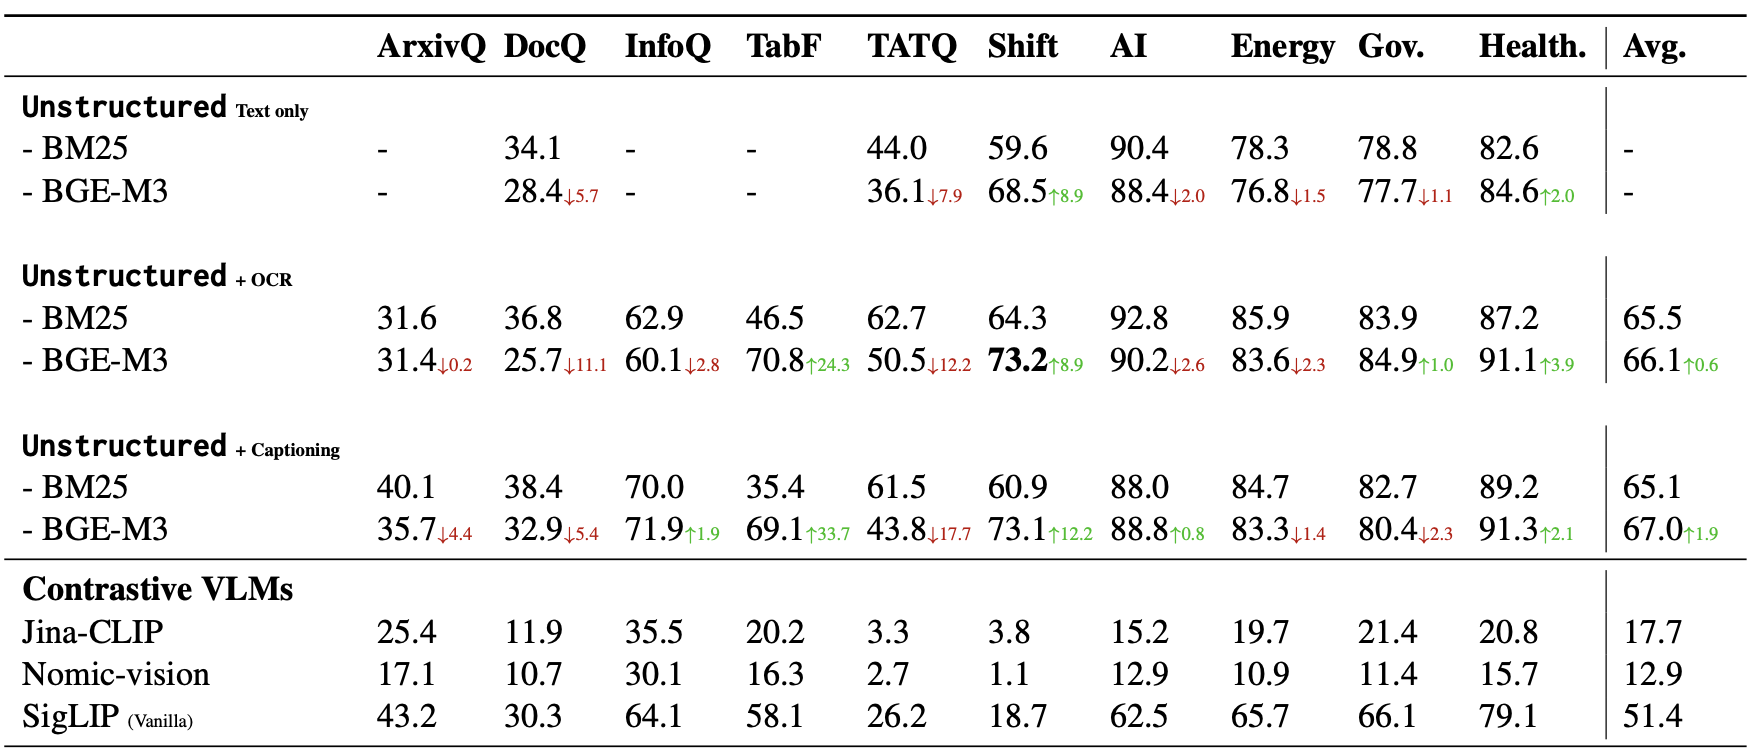 ArxivQ DocQ InfoQ TabF TATQ Shift AI Energy Gov. Health. Avg.
Unstructured Text only
- BM25 - 34.1 - - 44.0 59.6 90.4 78.3 78.8 82.6 -
- BGE-M3 - 28.4↓5.7 - - 36.1↓7.9 68.5↑8.9 88.4↓2.0 76.8↓1.5 77.7↓1.1 84.6↑2.0 -
Unstructured + OCR
- BM25 31.6 36.8 62.9 46.5 62.7 64.3 92.8 85.9 83.9 87.2 65.5
- BGE-M3 31.4↓0.2 25.7↓11.1 60.1↓2.8 70.8↑24.3 50.5↓12.2 73.2↑8.9 90.2↓2.6 83.6↓2.3 84.9↑1.0 91.1↑3.9 66.1↑0.6
Unstructured + Captioning
- BM25 40.1 38.4 70.0 35.4 61.5 60.9 88.0 84.7 82.7 89.2 65.1
- BGE-M3 35.7↓4.4 32.9↓5.4 71.9↑1.9 69.1↑33.7 43.8↓17.7 73.1↑12.2 88.8↑0.8 83.3↓1.4 80.4↓2.3 91.3↑2.1 67.0↑1.9
Contrastive VLMs
Jina-CLIP 25.4 11.9 35.5 20.2 3.3 3.8 15.2 19.7 21.4 20.8 17.7
Nomic-vision 17.1 10.7 30.1 16.3 2.7 1.1 12.9 10.9 11.4 15.7 12.9
SigLIP (Vanilla) 43.2 30.3 64.1 58.1 26.2 18.7 62.5 65.7 66.1 79.1 51.4